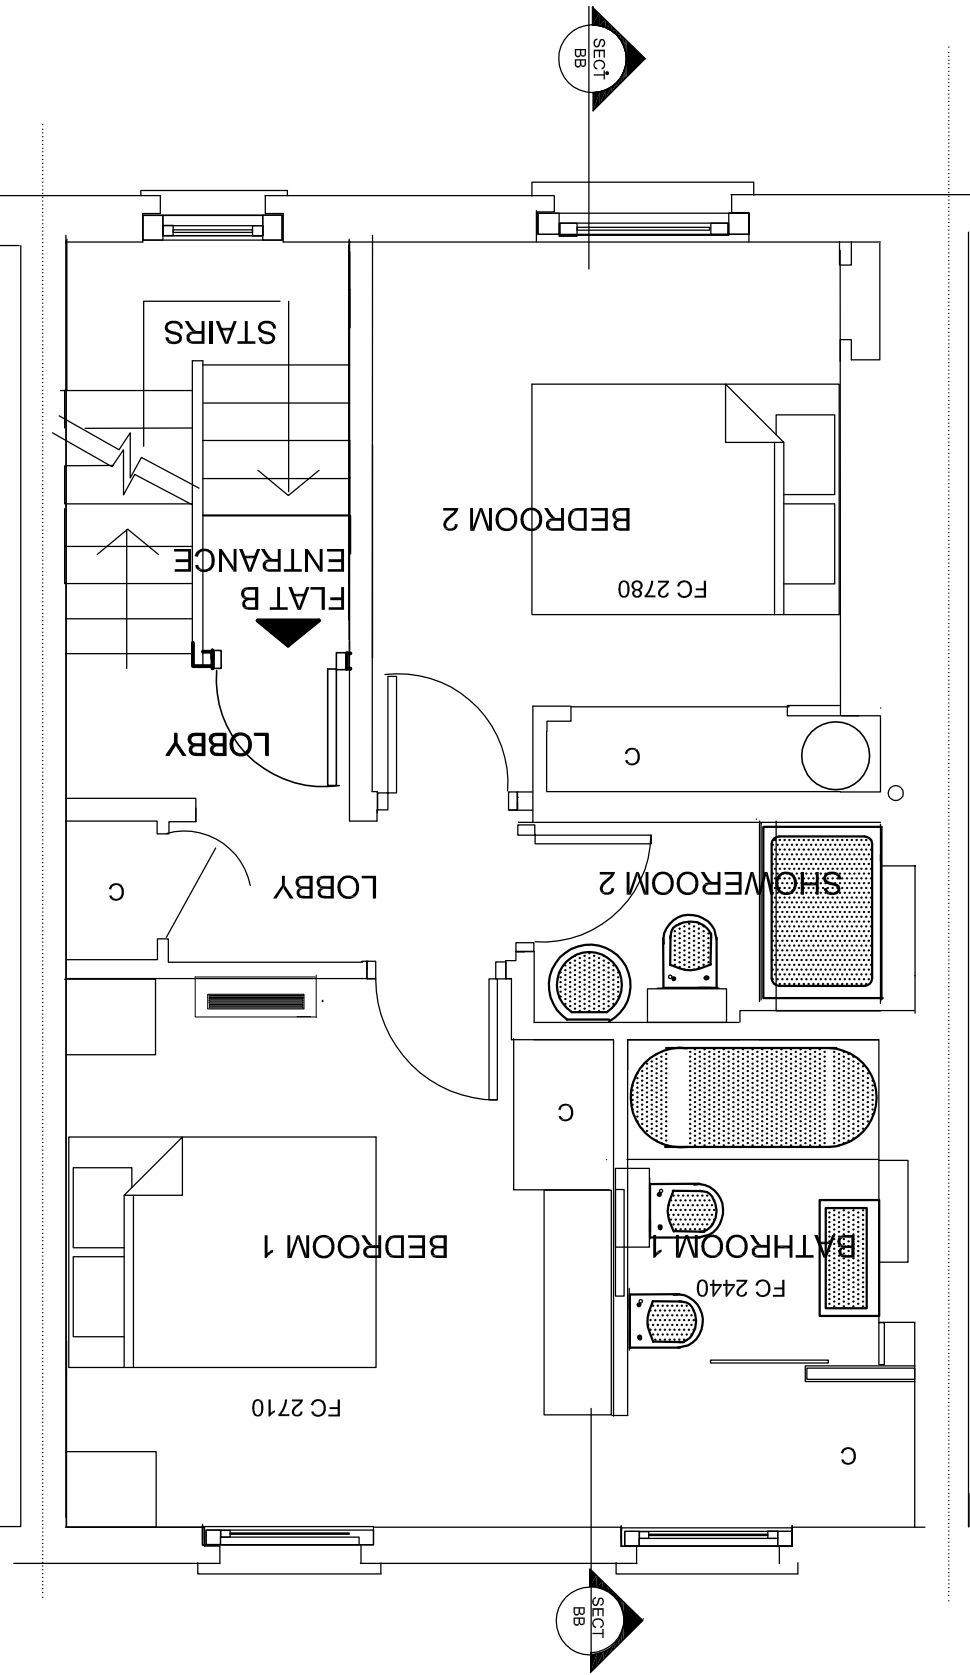 SECT
BB
C
FC 2710
FC 2440
BATHROOM 1
BEDROOM 1
C
SHOWEROOM 2
LOBBY
C
C
LOBBY
FLAT B
ENTRANCE
FC 2780
BEDROOM 2
STAIRS
SECT
BB